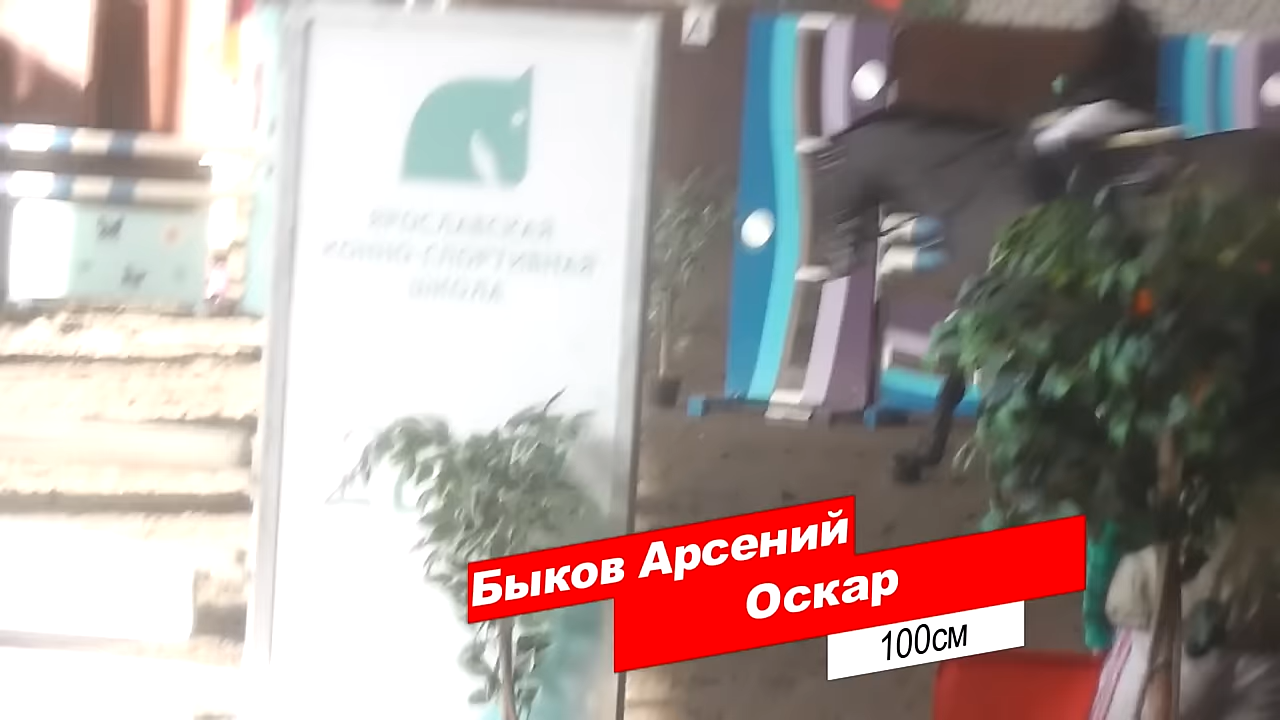 ЯРОСЛАВСКАЯ
КОННО-СПОРТИВНАЯ
ШКОЛА
Быков Арсений
Оскар
100см